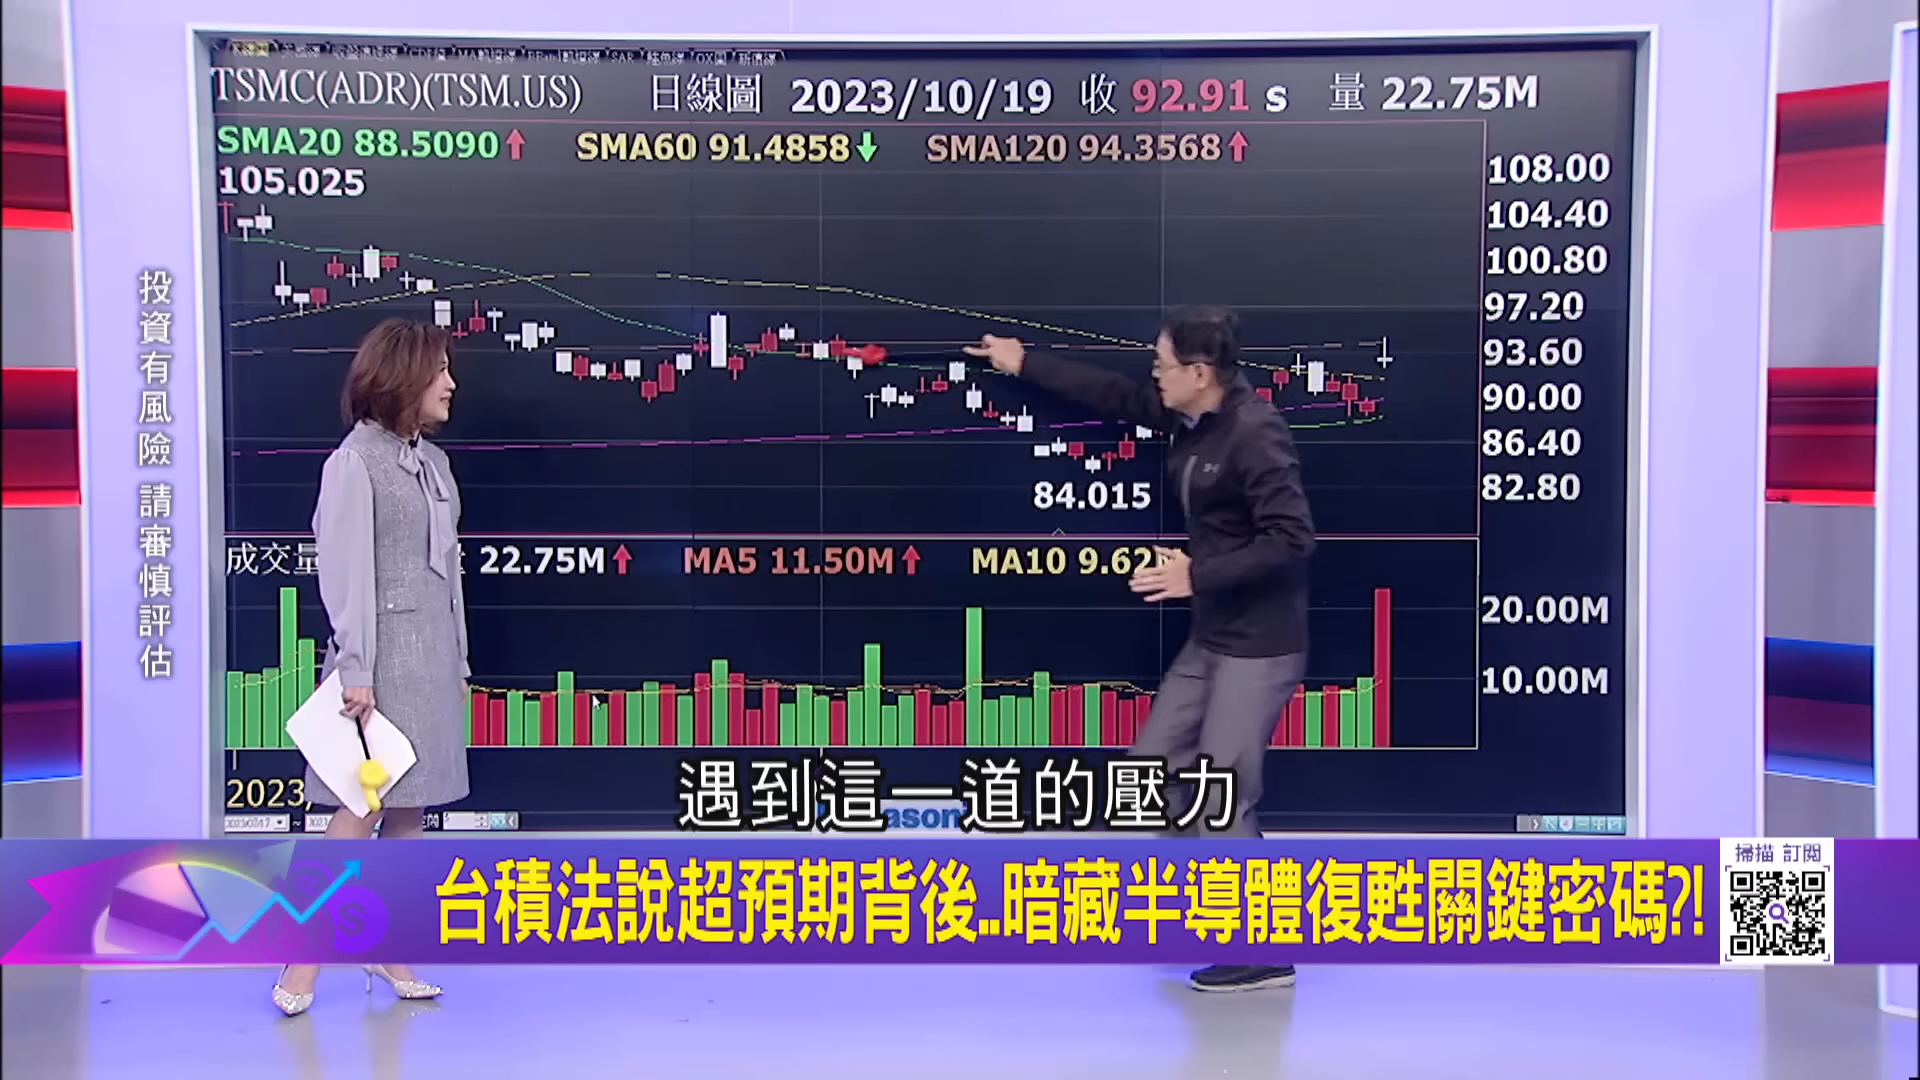 TSMC(ADR)(TSM.US) 日線圖 2023/10/19 收 92.91 s 量 22.75M
SMA20 88.5090↑ SMA60 91.4858↓ SMA120 94.3568↑
105.025
108.00
104.40
100.80
97.20
93.60
90.00
86.40
82.80
84.015
成交量 22.75M↑ MA5 11.50M↑ MA10 9.62
20.00M
10.00M
2023/
投資有風險 請審慎評估
遇到這一道的壓力
台積法說超預期背後..暗藏半導體復甦關鍵密碼?!
掃描 訂閱